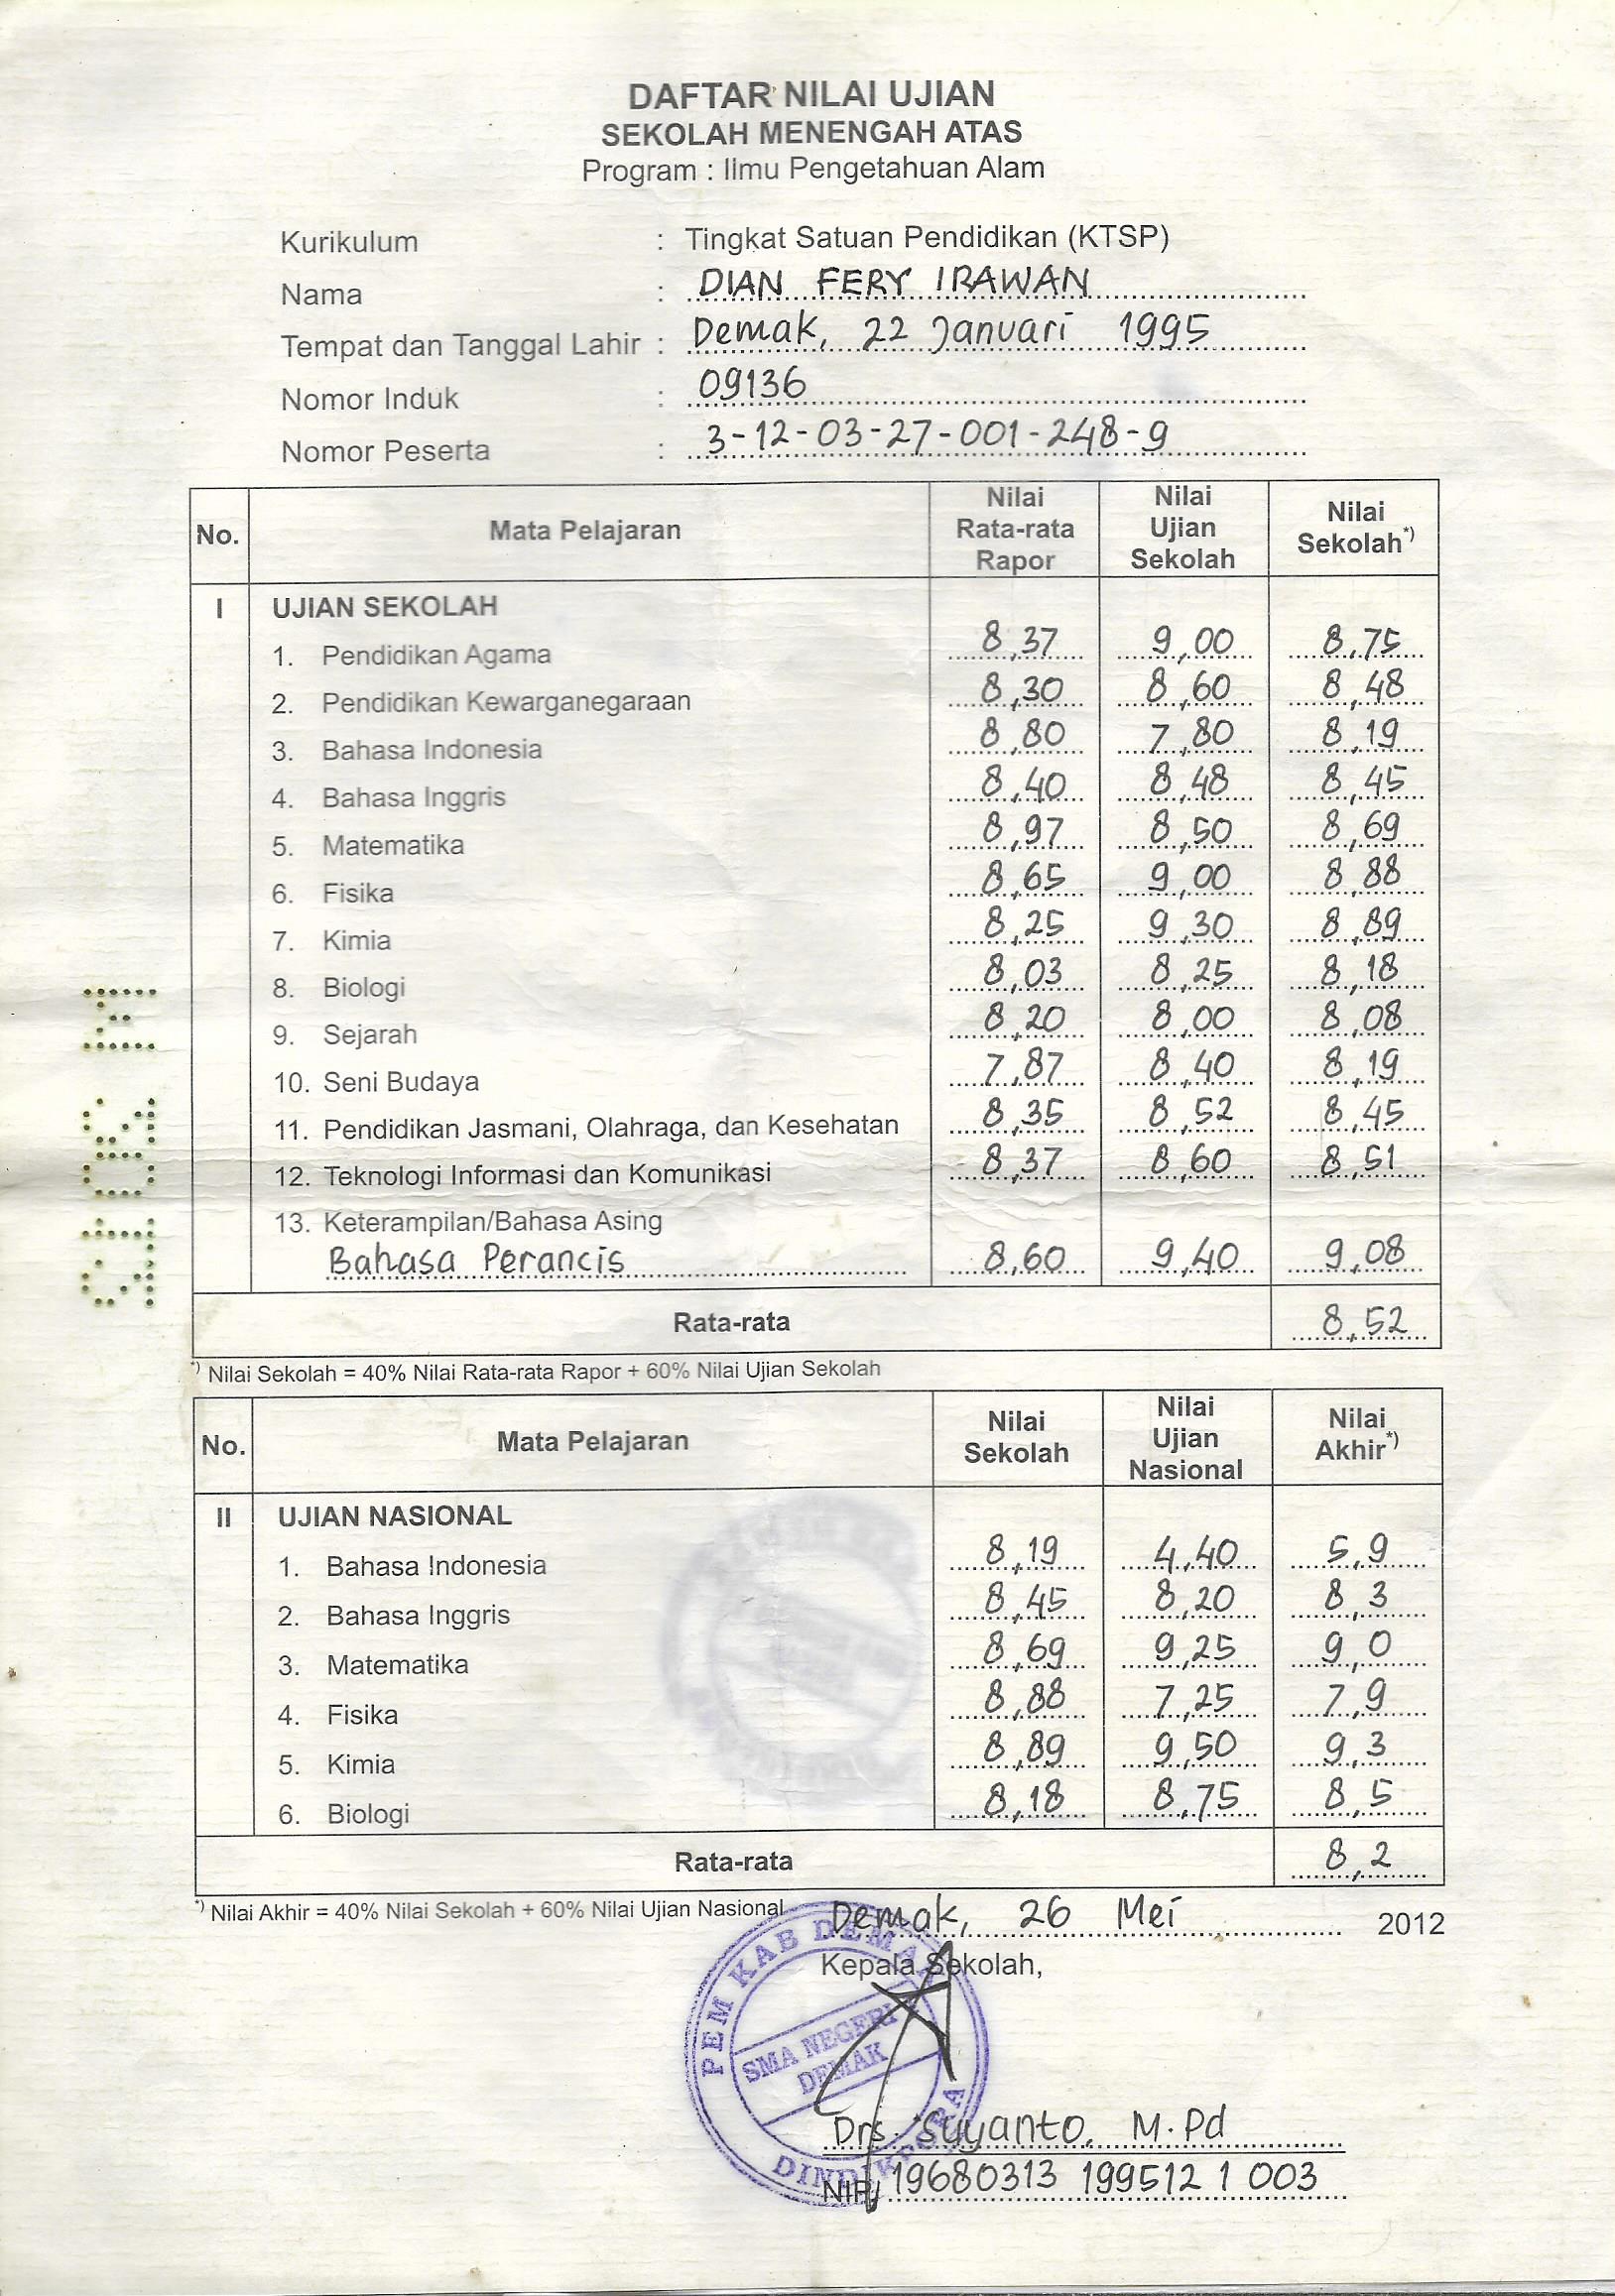 DAFTAR NILAI UJIAN
SEKOLAH MENENGAH ATAS
Program : Ilmu Pengetahuan Alam
Kurikulum : Tingkat Satuan Pendidikan (KTSP)
Nama : DIAN FERY IRAWAN
Tempat dan Tanggal Lahir : Demak, 22 Januari 1995
Nomor Induk : 09136
Nomor Peserta : 3-12-03-27-001-248-9
No. Mata Pelajaran Nilai Rata-rata Rapor Nilai Ujian Sekolah Nilai Sekolah*)
I UJIAN SEKOLAH
1. Pendidikan Agama 8,37 9,00 8,75
2. Pendidikan Kewarganegaraan 8,30 8,60 8,48
3. Bahasa Indonesia 8,80 7,80 8,19
4. Bahasa Inggris 8,40 8,48 8,45
5. Matematika 8,97 8,50 8,69
6. Fisika 8,65 9,00 8,88
7. Kimia 8,25 9,30 8,89
8. Biologi 8,03 8,25 8,18
9. Sejarah 8,20 8,00 8,08
10. Seni Budaya 7,87 8,40 8,19
11. Pendidikan Jasmani, Olahraga, dan Kesehatan 8,35 8,52 8,45
12. Teknologi Informasi dan Komunikasi 8,37 8,60 8,51
13. Keterampilan/Bahasa Asing
Bahasa Perancis 8,60 9,40 9,08
Rata-rata 8,52
*) Nilai Sekolah = 40% Nilai Rata-rata Rapor + 60% Nilai Ujian Sekolah
No. Mata Pelajaran Nilai Sekolah Nilai Ujian Nasional Nilai Akhir*)
II UJIAN NASIONAL
1. Bahasa Indonesia 8,19 4,40 5,9
2. Bahasa Inggris 8,45 8,20 8,3
3. Matematika 8,69 9,25 9,0
4. Fisika 8,88 7,25 7,9
5. Kimia 8,89 9,50 9,3
6. Biologi 8,18 8,75 8,5
Rata-rata 8,2
*) Nilai Akhir = 40% Nilai Sekolah + 60% Nilai Ujian Nasional
Demak, 26 Mei 2012
Kepala Sekolah,
PEM KAB DEMAK
SMA NEGERI
DEMAK
DINDIKPORA
Drs. Suyanto, M.Pd
NIP. 19680313 199512 1 003